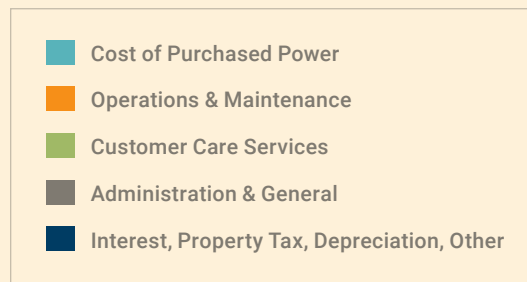 Cost of Purchased Power
Operations & Maintenance
Customer Care Services
Administration & General
Interest, Property Tax, Depreciation, Other